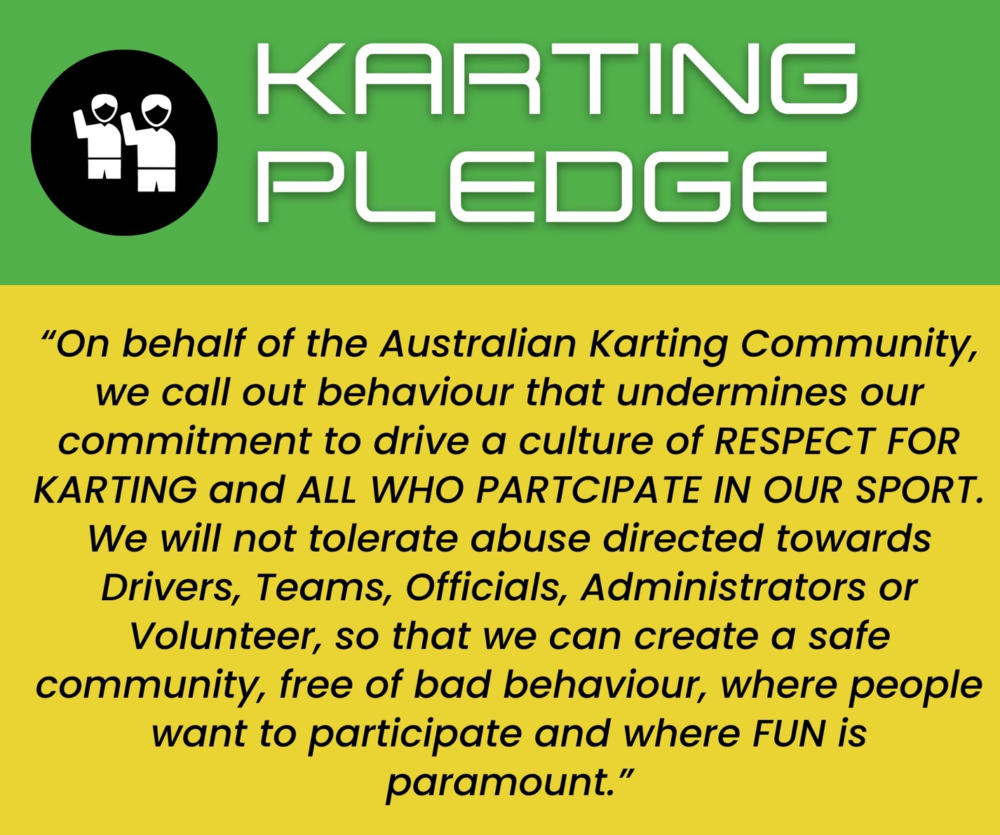 KARTING
PLEDGE
“On behalf of the Australian Karting Community,
we call out behaviour that undermines our
commitment to drive a culture of RESPECT FOR
KARTING and ALL WHO PARTCIPATE IN OUR SPORT.
We will not tolerate abuse directed towards
Drivers, Teams, Officials, Administrators or
Volunteer, so that we can create a safe
community, free of bad behaviour, where people
want to participate and where FUN is
paramount.”